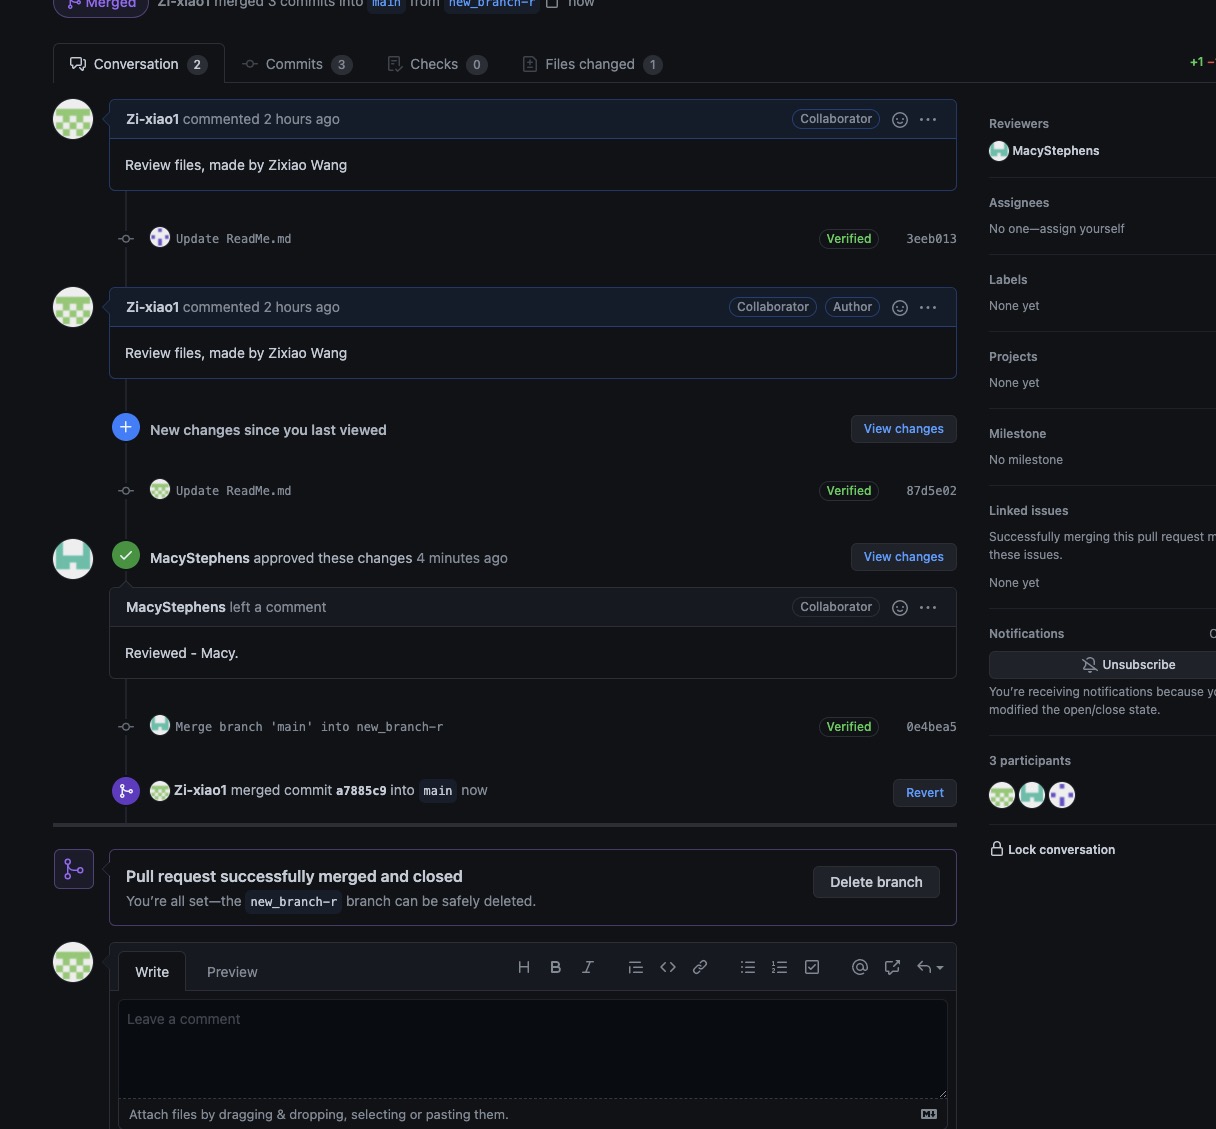 Merged Zi-xiao1 merged 3 commits into main from new_branch-r now
Conversation 2 Commits 3 Checks 0 Files changed 1
+1
Zi-xiao1 commented 2 hours ago Collaborator
Review files, made by Zixiao Wang
Update ReadMe.md Verified 3eeb013
Zi-xiao1 commented 2 hours ago Collaborator Author
Review files, made by Zixiao Wang
New changes since you last viewed View changes
Update ReadMe.md Verified 87d5e02
MacyStephens approved these changes 4 minutes ago View changes
MacyStephens left a comment Collaborator
Reviewed - Macy.
Merge branch 'main' into new_branch-r Verified 0e4bea5
Zi-xiao1 merged commit a7885c9 into main now Revert
Pull request successfully merged and closed
You're all set—the new_branch-r branch can be safely deleted.
Delete branch
Write Preview
Leave a comment
Attach files by dragging & dropping, selecting or pasting them.
Reviewers
MacyStephens
Assignees
No one—assign yourself
Labels
None yet
Projects
None yet
Milestone
No milestone
Linked issues
Successfully merging this pull request
these issues.
None yet
Notifications
Unsubscribe
You're receiving notifications because
modified the open/close state.
3 participants
Lock conversation